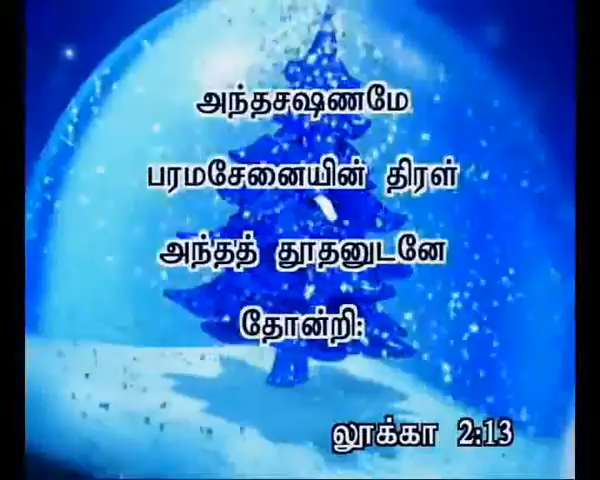 அந்தசஷணமே
பரமசேனையின் திரள்
அந்தத் தூதனுடனே
தோன்றி:
லூக்கா 2:13